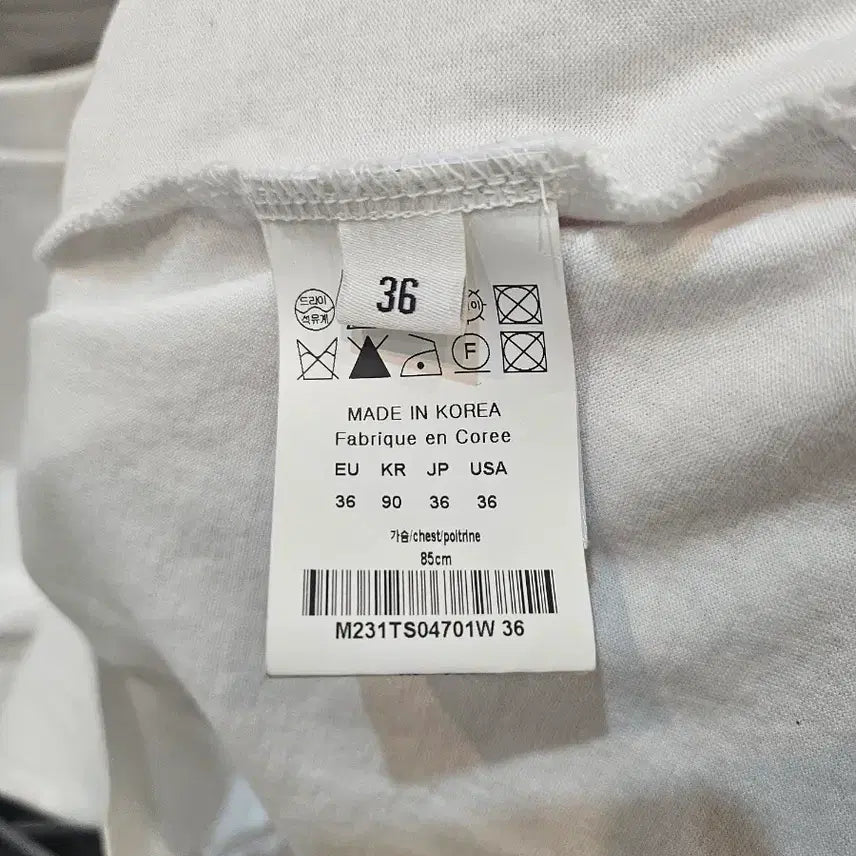 36
드라이
석유계
F
MADE IN KOREA
Fabrique en Coree
EU KR JP USA
36 90 36 36
가슴/chest/poitrine
85cm
M231TS04701W 36